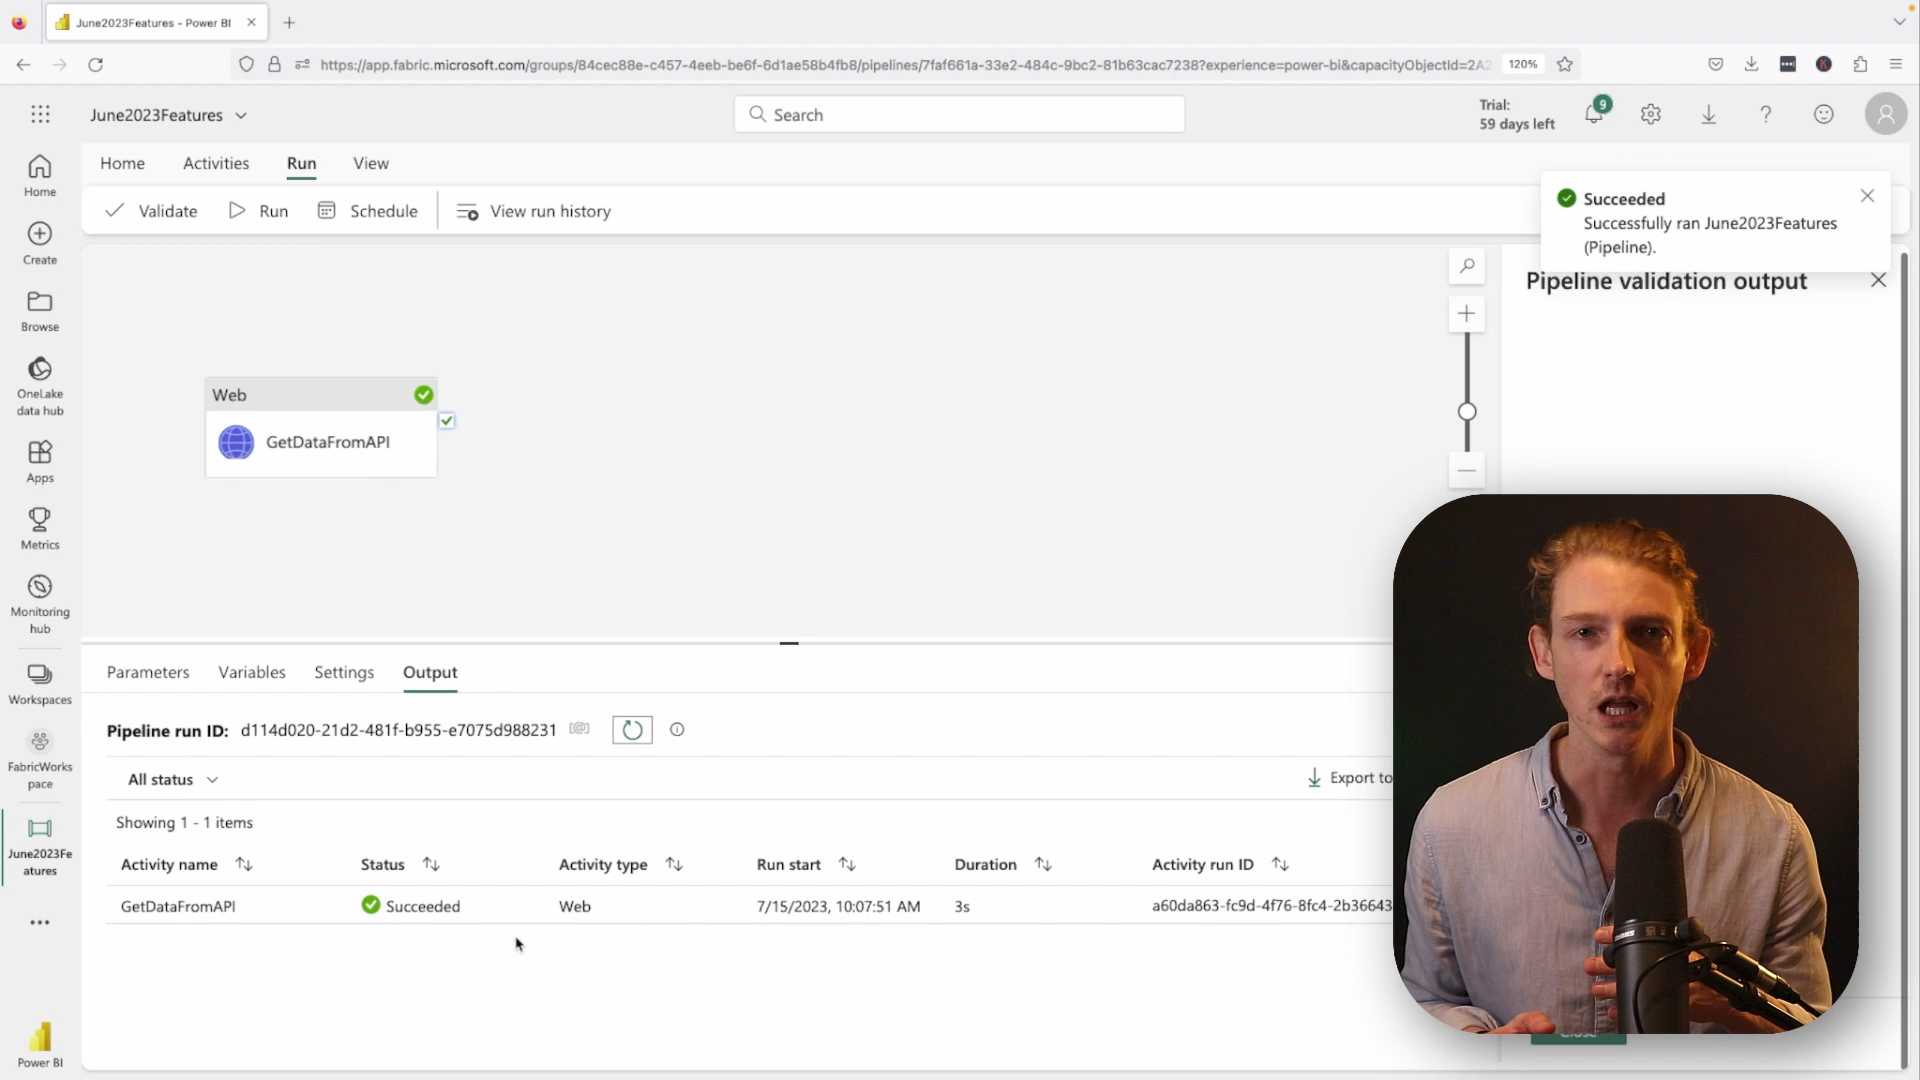 June2023Features - Power BI
https://app.fabric.microsoft.com/groups/84cec88e-c457-4eeb-be6f-6d1ae58b4fb8/pipelines/7faf661a-33e2-484c-9bc2-81b63cac7238?experience=power-bi&capacityObjectId=2A2
120%
June2023Features
Search
Trial:
59 days left
9
Home
Activities
Run
View
Validate
Run
Schedule
View run history
Succeeded
Successfully ran June2023Features
(Pipeline).
Pipeline validation output
Home
Create
Browse
OneLake
data hub
Apps
Metrics
Monitoring
hub
Workspaces
FabricWorks
pace
June2023Fe
atures
Power BI
Web
GetDataFromAPI
Parameters
Variables
Settings
Output
Pipeline run ID: d114d020-21d2-481f-b955-e7075d988231
All status
Export to
Showing 1 - 1 items
Activity name
Status
Activity type
Run start
Duration
Activity run ID
GetDataFromAPI
Succeeded
Web
7/15/2023, 10:07:51 AM
3s
a60da863-fc9d-4f76-8fc4-2b36643
Close